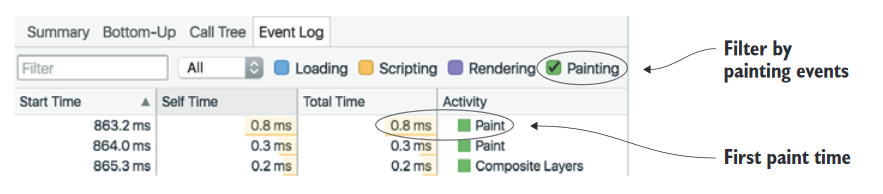 Summary Bottom-Up Call Tree Event Log
Filter All Loading Scripting Rendering Painting
Start Time Self Time Total Time Activity
863.2 ms 0.8 ms 0.8 ms Paint
864.0 ms 0.3 ms 0.3 ms Paint
865.3 ms 0.2 ms 0.2 ms Composite Layers
Filter by
painting events
First paint time